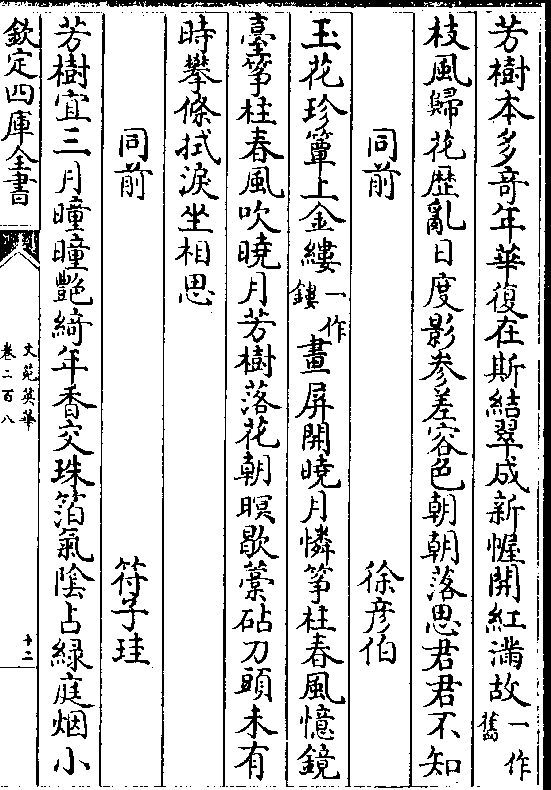 芳樹本多奇年華復在斯結翠成新幄開紅滿故一作舊
枝風歸花歴亂日度影参差容色朝朝落思君君不知
同前 徐彦伯
玉花珍簟上金縷一作鏤畫屏開曉月憐筝柱春風憶鏡
臺筝柱春風吹曉月芳樹落花朝暝歇藁砧刀頭未有
時攀條拭淚坐相思
同前 符子珪
芳樹宜三月曈曈艷綺年香交珠箔氣陰占緑庭烟小
欽定四庫全書
文苑英華
卷二百八
十二